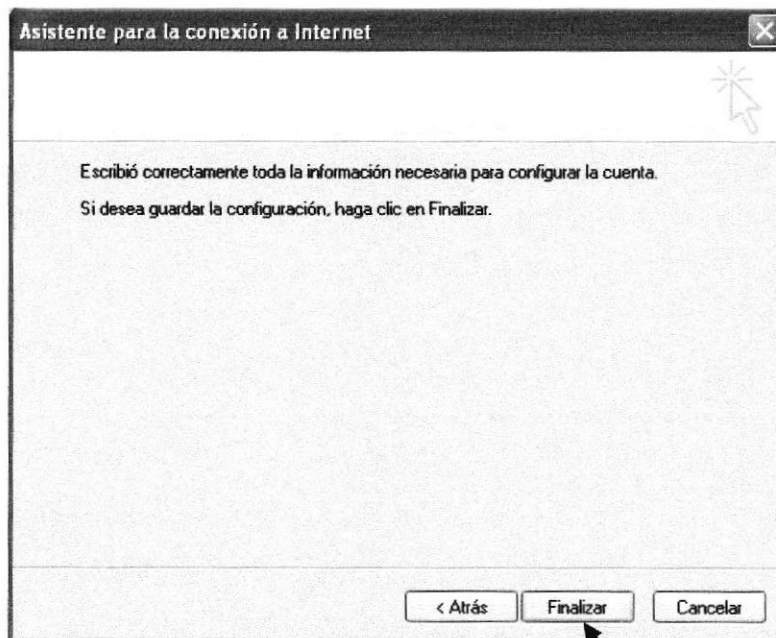 Asistente para la conexión a Internet
Escribió correctamente toda la información necesaria para configurar la cuenta.
Si desea guardar la configuración, haga clic en Finalizar.
< Atrás Finalizar Cancelar